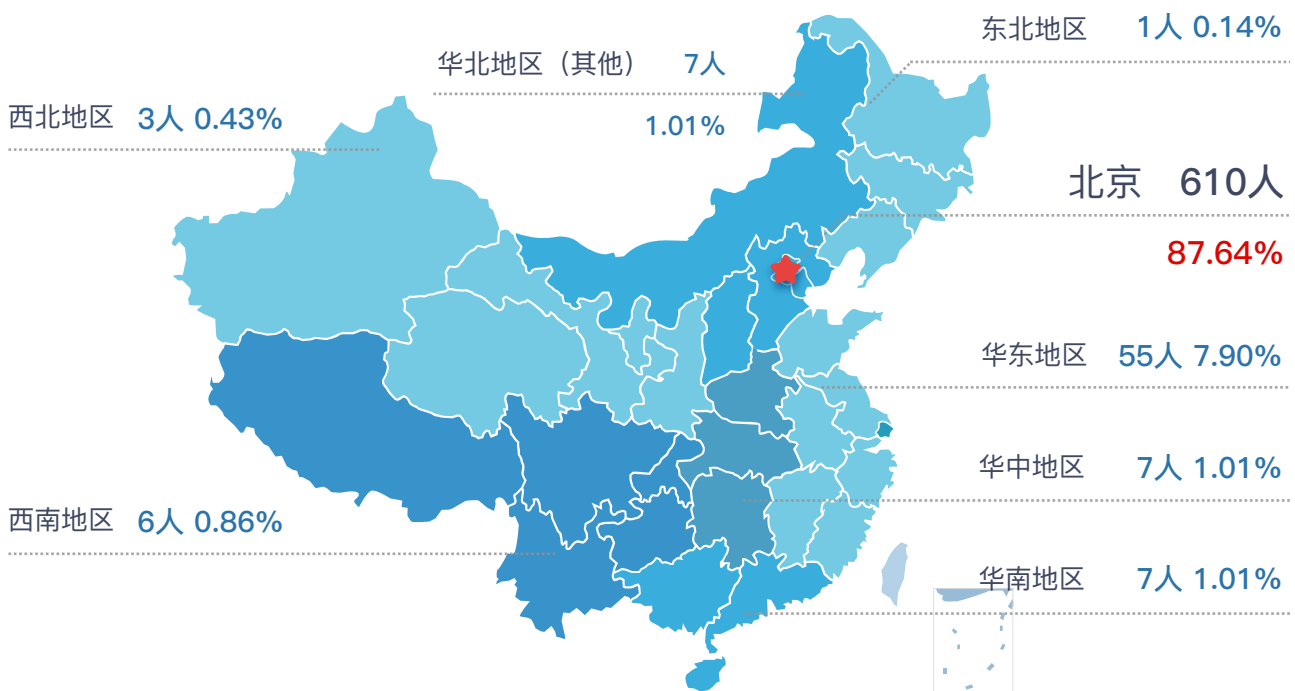 东北地区 1人 0.14%
华北地区（其他） 7人
1.01%
西北地区 3人 0.43%
北京 610人
87.64%
华东地区 55人 7.90%
华中地区 7人 1.01%
西南地区 6人 0.86%
华南地区 7人 1.01%